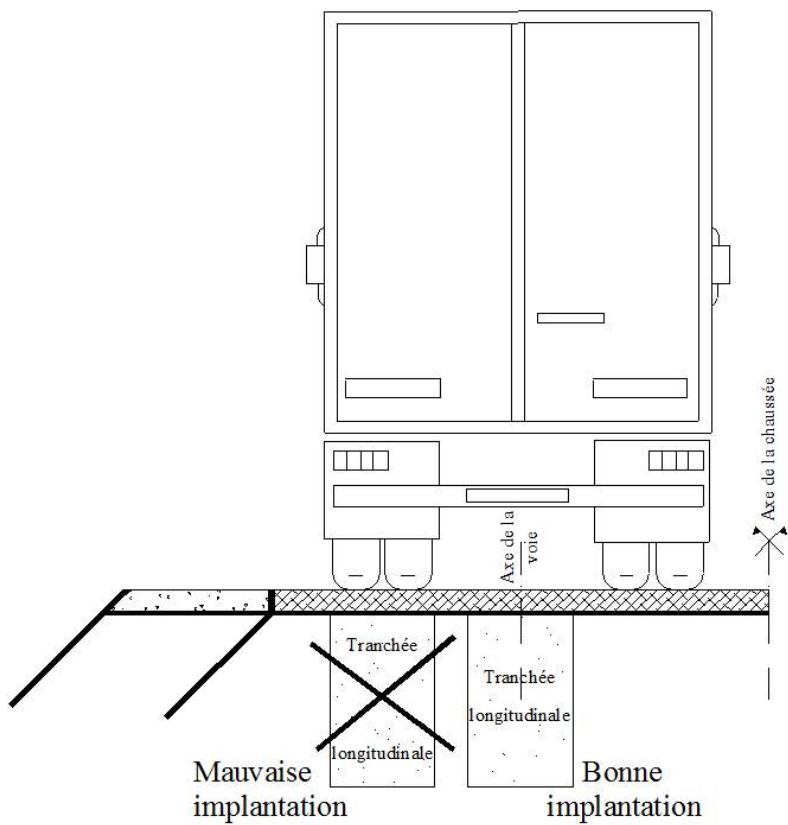 Axe de la chaussée
Axe de la
voie
Tranchée
longitudinale
Tranchée
longitudinale
Mauvaise
implantation
Bonne
implantation